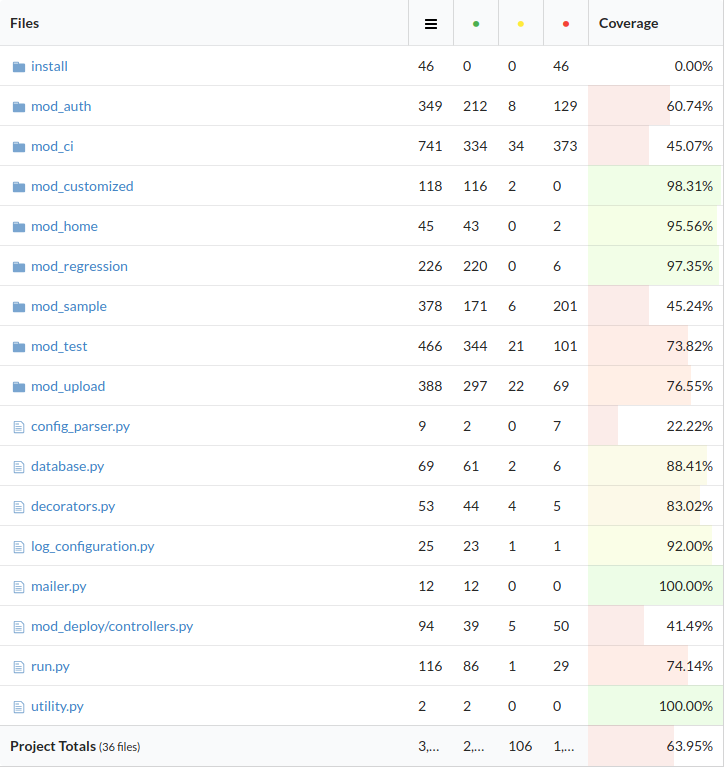 Files Coverage
install 46 0 0 46 0.00%
mod_auth 349 212 8 129 60.74%
mod_ci 741 334 34 373 45.07%
mod_customized 118 116 2 0 98.31%
mod_home 45 43 0 2 95.56%
mod_regression 226 220 0 6 97.35%
mod_sample 378 171 6 201 45.24%
mod_test 466 344 21 101 73.82%
mod_upload 388 297 22 69 76.55%
config_parser.py 9 2 0 7 22.22%
database.py 69 61 2 6 88.41%
decorators.py 53 44 4 5 83.02%
log_configuration.py 25 23 1 1 92.00%
mailer.py 12 12 0 0 100.00%
mod_deploy/controllers.py 94 39 5 50 41.49%
run.py 116 86 1 29 74.14%
utility.py 2 2 0 0 100.00%
Project Totals (36 files) 3,... 2,... 106 1,... 63.95%